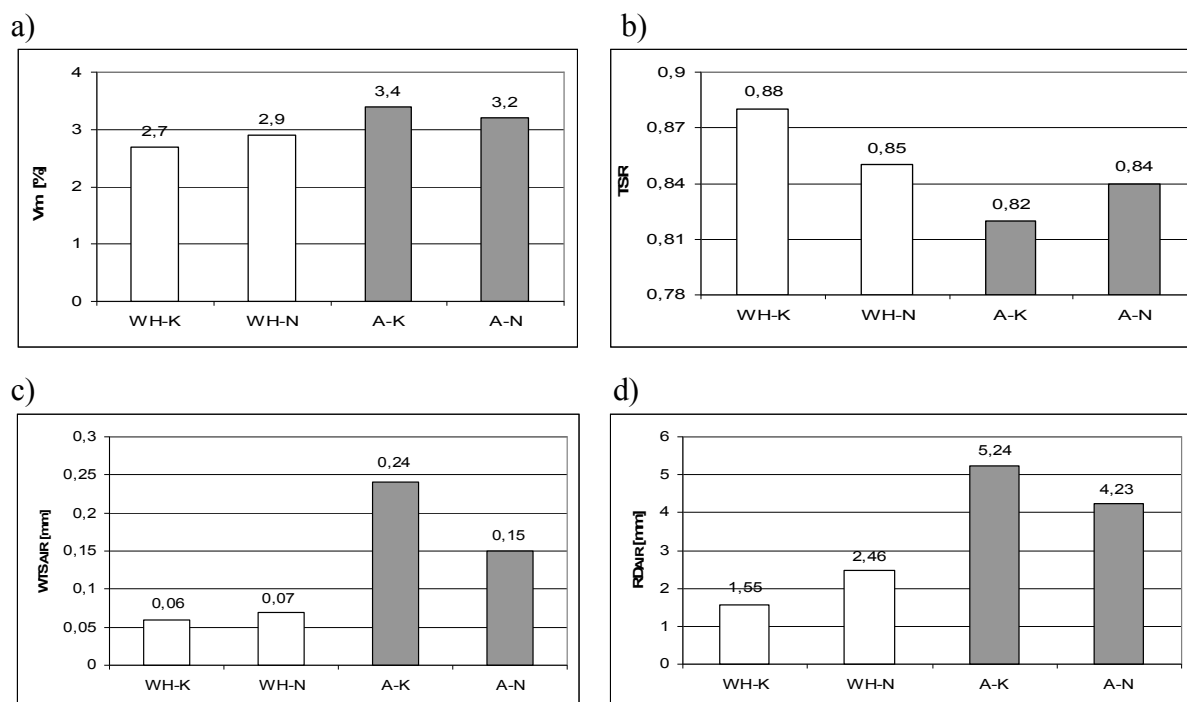 a)
Vm [%]
4
3
2
1
0
2,7
2,9
3,4
3,2
WH-K
WH-N
A-K
A-N
b)
TSR
0,9
0,87
0,84
0,81
0,78
0,88
0,85
0,82
0,84
WH-K
WH-N
A-K
A-N
c)
WTSAIR [mm]
0,3
0,25
0,2
0,15
0,1
0,05
0
0,06
0,07
0,24
0,15
WH-K
WH-N
A-K
A-N
d)
RDAIR [mm]
6
5
4
3
2
1
0
1,55
2,46
5,24
4,23
WH-K
WH-N
A-K
A-N